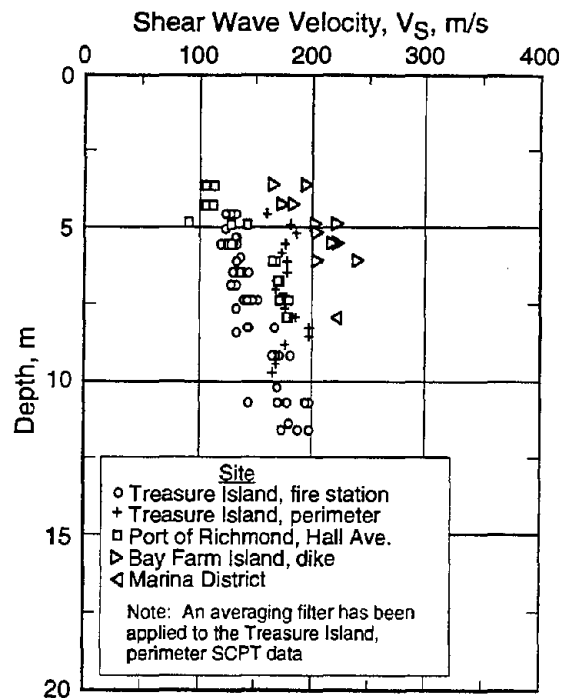 Shear Wave Velocity, VS, m/s
0 100 200 300 400
0
5
10
15
20
Depth, m
Site
Treasure Island, fire station
Treasure Island, perimeter
Port of Richmond, Hall Ave.
Bay Farm Island, dike
Marina District
Note: An averaging filter has been
applied to the Treasure Island,
perimeter SCPT data